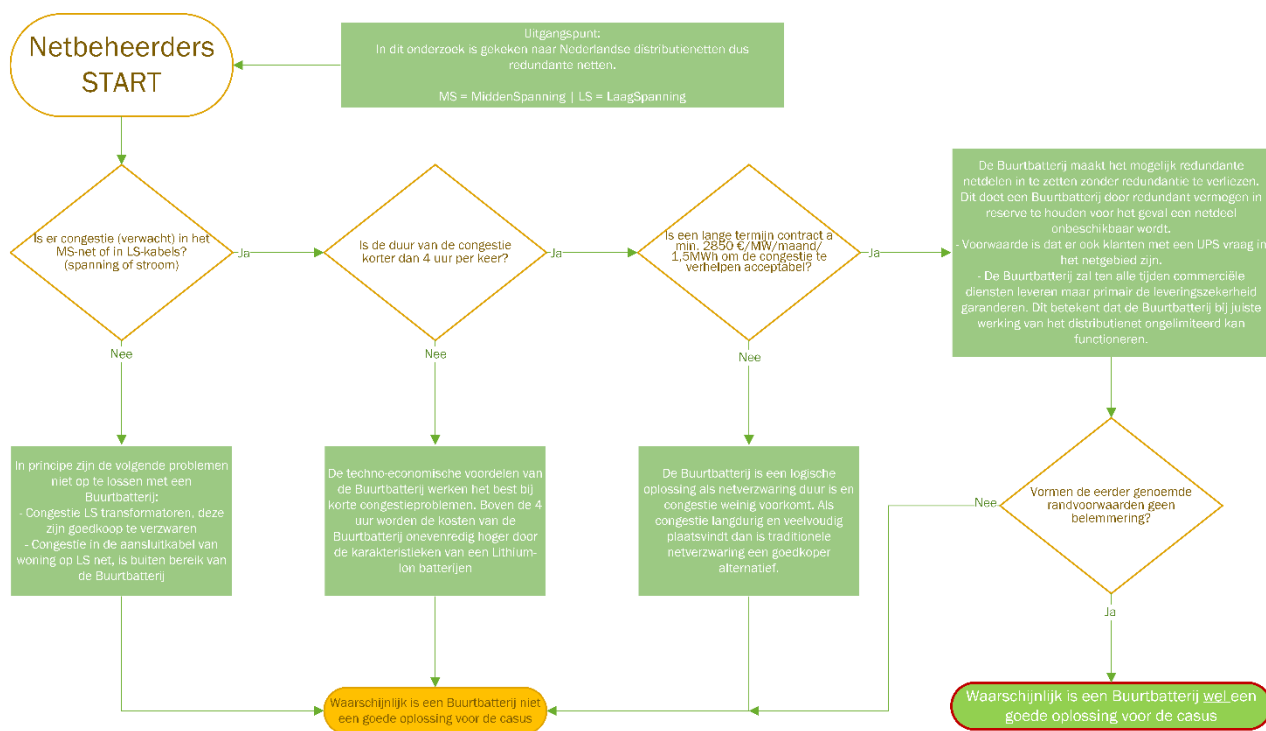 Netbeheerders
START
Uitgangspunt:
In dit onderzoek is gekeken naar Nederlandse distributienetten dus
redundante netten.
MS = MiddenSpanning | LS = LaagSpanning
Is er congestie (verwacht) in het
MS-net of in LS-kabels?
(spanning of stroom)
Ja
Is de duur van de congestie
korter dan 4 uur per keer?
Ja
Is een lange termijn contract a
min. 2850 €/MW/maand/
1,5MWh om de congestie te
verhelpen acceptabel?
Ja
De Buurtbatterij maakt het mogelijk redundante
netdelen in te zetten zonder redundantie te verliezen.
Dit doet een Buurtbatterij door redundant vermogen in
reserve te houden voor het geval een netdeel
onbeschikbaar wordt.
- Voorwaarde is dat er ook klanten met een UPS vraag in
het netgebied zijn.
- De Buurtbatterij zal ten alle tijden commerciële
diensten leveren maar primair de leveringszekerheid
garanderen. Dit betekent dat de Buurtbatterij bij juiste
werking van het distributienet ongelimiteerd kan
functioneren.
Nee
Nee
Nee
In principe zijn de volgende problemen
niet op te lossen met een
Buurtbatterij:
- Congestie LS transformatoren, deze
zijn goedkoop te verzwaren
- Congestie in de aansluitkabel van
woning op LS net, is buiten bereik van
de Buurtbatterij
De techno-economische voordelen van
de Buurtbatterij werken het best bij
korte congestieproblemen. Boven de 4
uur worden de kosten van de
Buurtbatterij onevenredig hoger door
de karakteristieken van een Lithium-
Ion batterijen
De Buurtbatterij is een logische
oplossing als netverzwaring duur is en
congestie weinig voorkomt. Als
congestie langdurig en veelvoudig
plaatsvindt dan is traditionele
netverzwaring een goedkoper
alternatief.
Nee
Vormen de eerder genoemde
randvoorwaarden geen
belemmering?
Ja
Waarschijnlijk is een Buurtbatterij niet
een goede oplossing voor de casus
Waarschijnlijk is een Buurtbatterij wel een
goede oplossing voor de casus